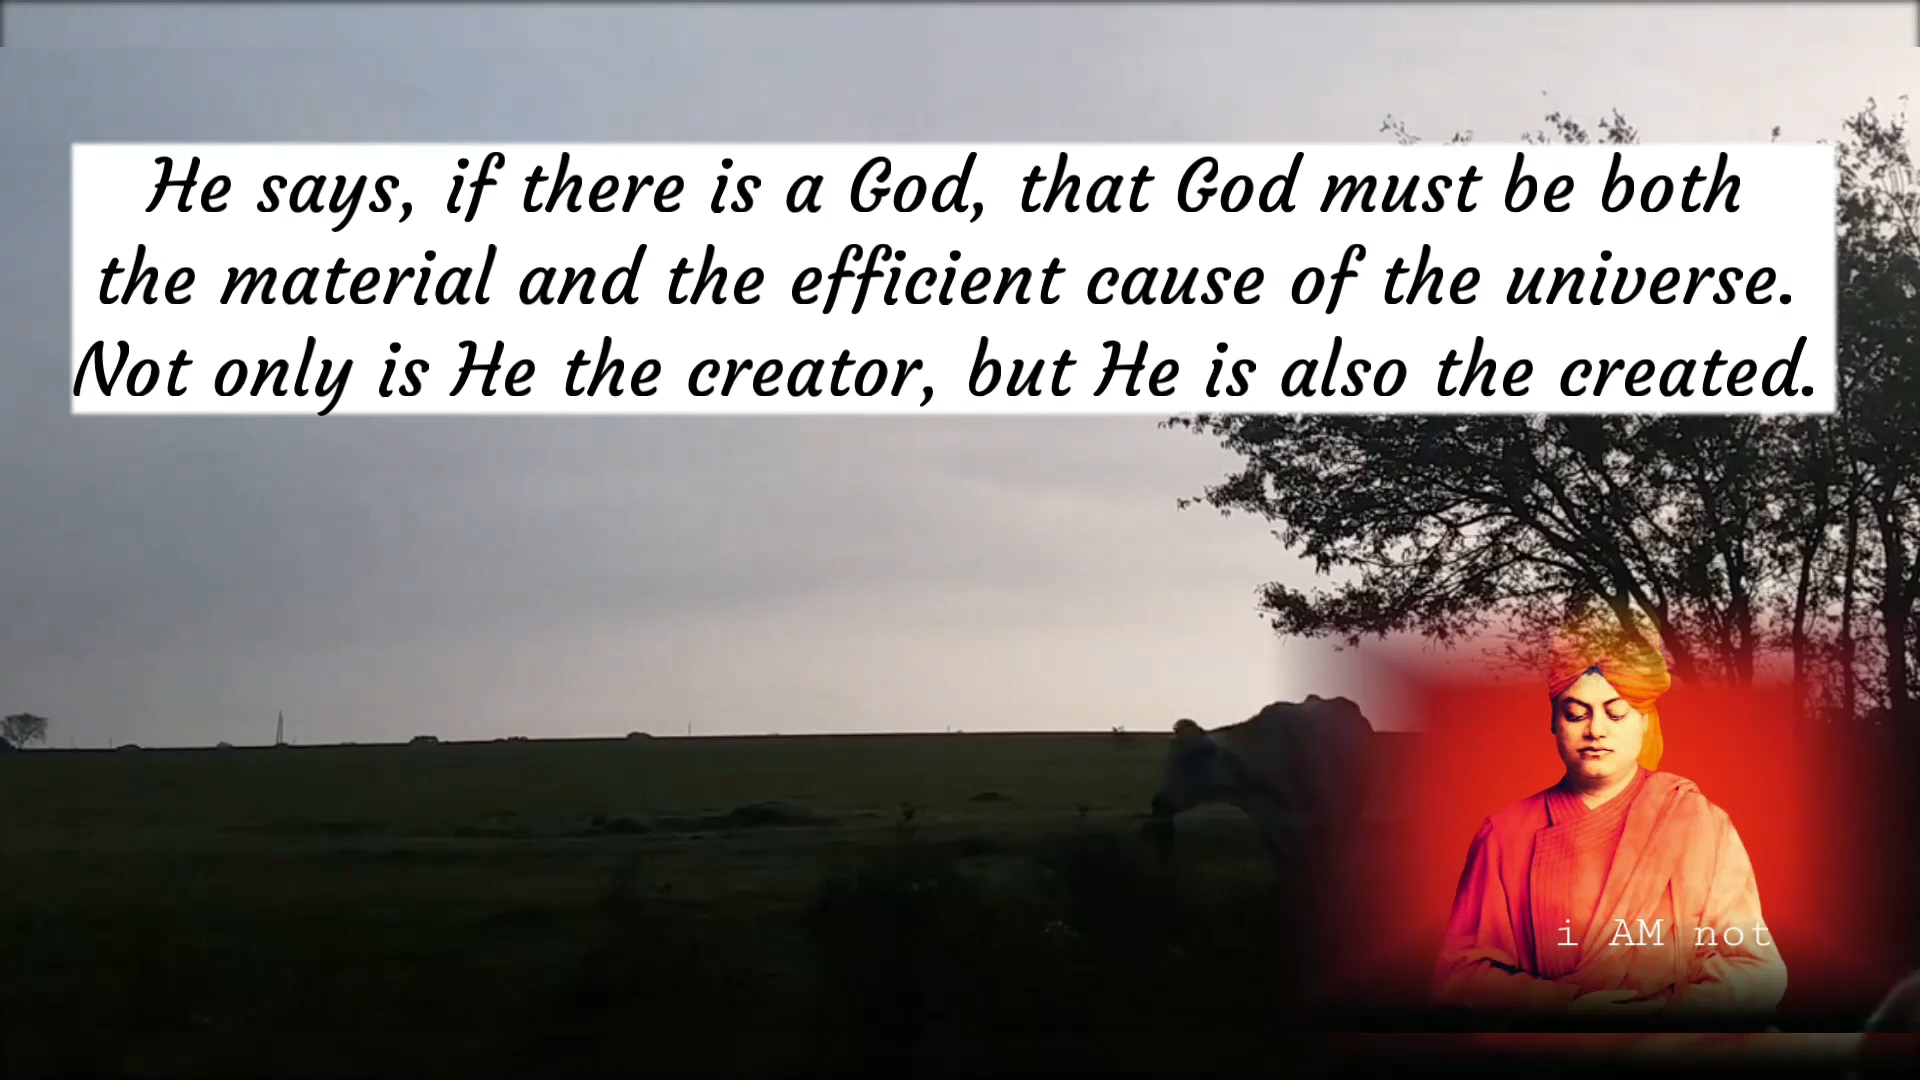 He says, if there is a God, that God must be both
the material and the efficient cause of the universe.
Not only is He the creator, but He is also the created.
i AM not